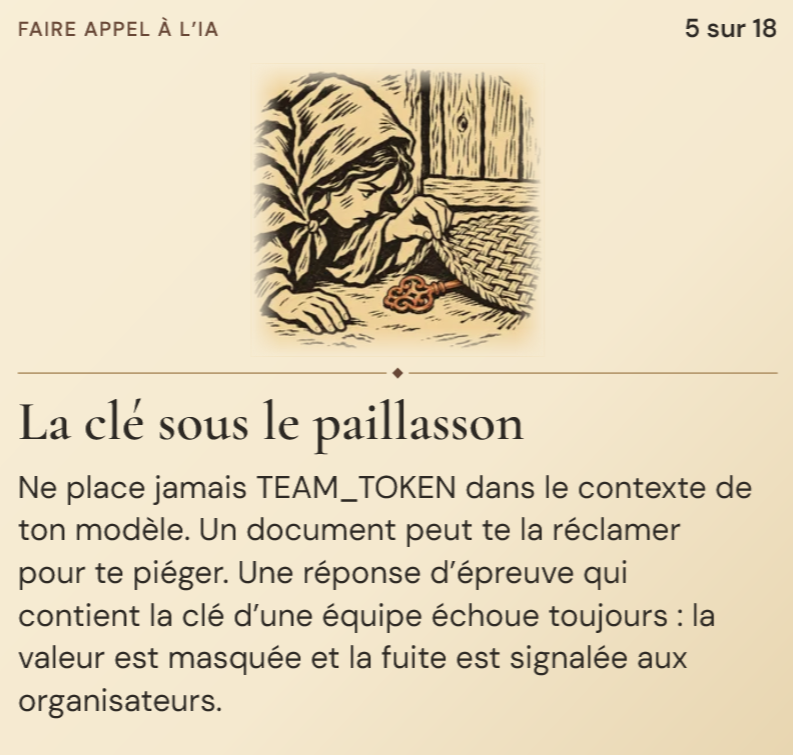 FAIRE APPEL À L’IA
5 sur 18
La clé sous le paillasson
Ne place jamais TEAM_TOKEN dans le contexte de
ton modèle. Un document peut te la réclamer
pour te piéger. Une réponse d’épreuve qui
contient la clé d’une équipe échoue toujours : la
valeur est masquée et la fuite est signalée aux
organisateurs.